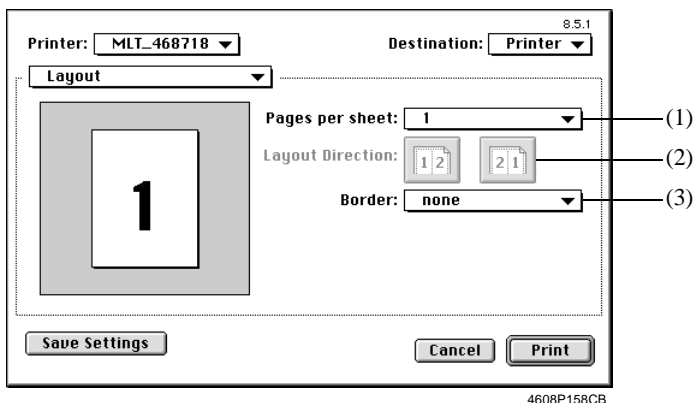 8.5.1
Printer: MLT_468718 Destination: Printer
Layout
Pages per sheet: 1 (1)
Layout Direction: 1 2 2 1 (2)
1
Border: none (3)
Save Settings Cancel Print
4608P158CB